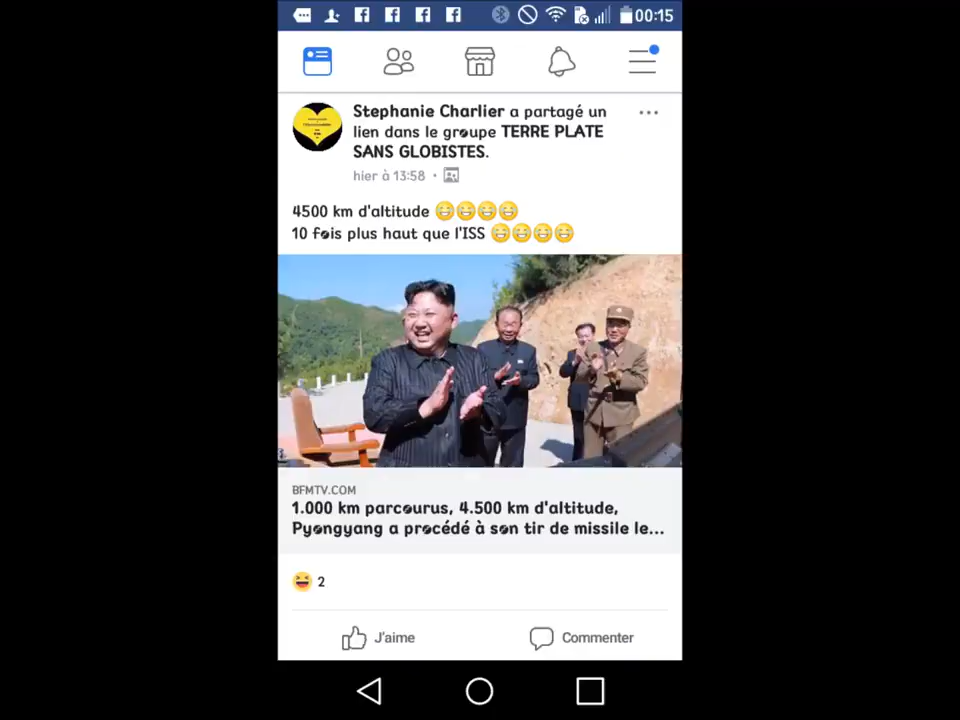 00:15
Stephanie Charlier a partagé un
lien dans le groupe TERRE PLATE
SANS GLOBISTES.
hier à 13:58
4500 km d'altitude
10 fois plus haut que l'ISS
BFMTV.COM
1.000 km parcourus, 4.500 km d'altitude,
Pyongyang a procédé à son tir de missile le...
2
J'aime
Commenter